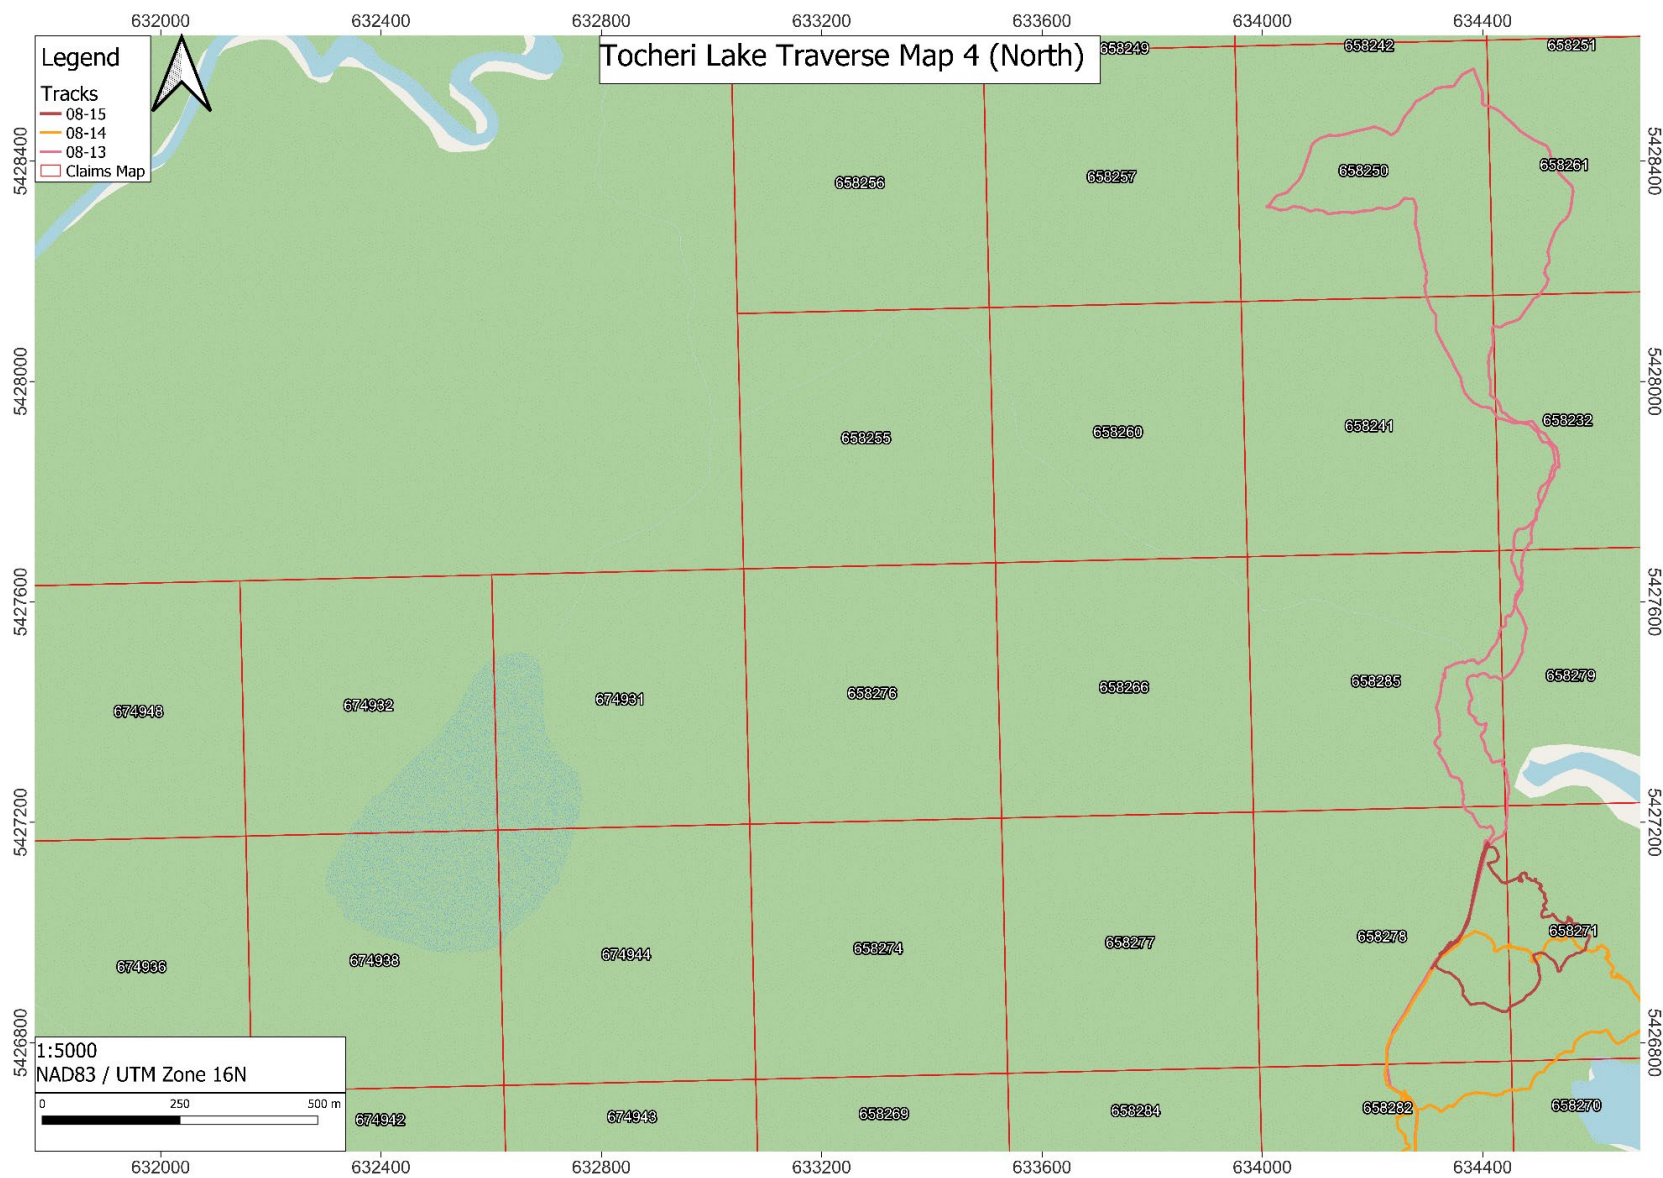 632000 632400 632800 633200 633600 634000 634400
Tocheri Lake Traverse Map 4 (North)
Legend
Tracks
08-15
08-14
08-13
Claims Map
658249 658242 658251
5428400 658256 658257 658250 658261 5428400
5428000 5428000
658255 658260 658241 658232
5427600 5427600
674948 674932 674931 658276 658266 658285 658279
5427200 5427200
674936 674938 674944 658274 658277 658278 658271
5426800 5426800
1:5000
NAD83 / UTM Zone 16N
0 250 500 m
674942 674943 658269 658284 658282 658270
632000 632400 632800 633200 633600 634000 634400